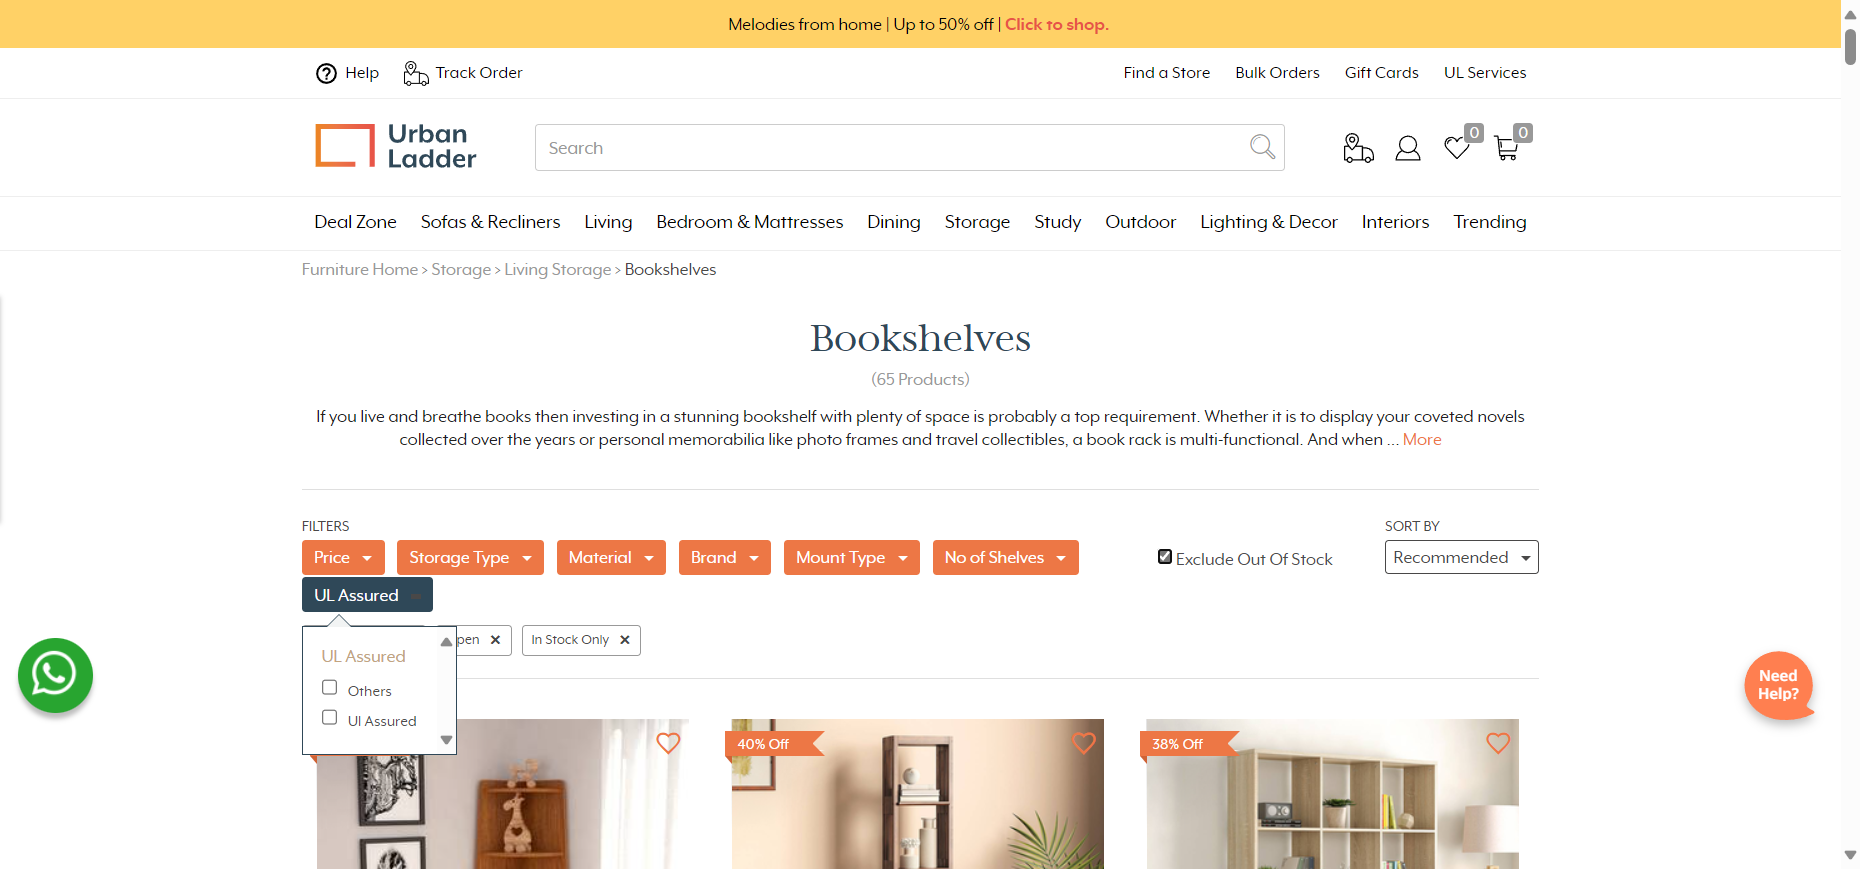 Melodies from home | Up to 50% off | Click to shop.
Help
Track Order
Find a Store
Bulk Orders
Gift Cards
UL Services
Urban
Ladder
Search
0
0
Deal Zone
Sofas & Recliners
Living
Bedroom & Mattresses
Dining
Storage
Study
Outdoor
Lighting & Decor
Interiors
Trending
Furniture Home > Storage > Living Storage > Bookshelves
Bookshelves
(65 Products)
If you live and breathe books then investing in a stunning bookshelf with plenty of space is probably a top requirement. Whether it is to display your coveted novels
collected over the years or personal memorabilia like photo frames and travel collectibles, a book rack is multi-functional. And when ... More
FILTERS
SORT BY
Price
Storage Type
Material
Brand
Mount Type
No of Shelves
Exclude Out Of Stock
Recommended
UL Assured
pen
In Stock Only
UL Assured
Others
Ul Assured
Need
Help?
40% Off
38% Off